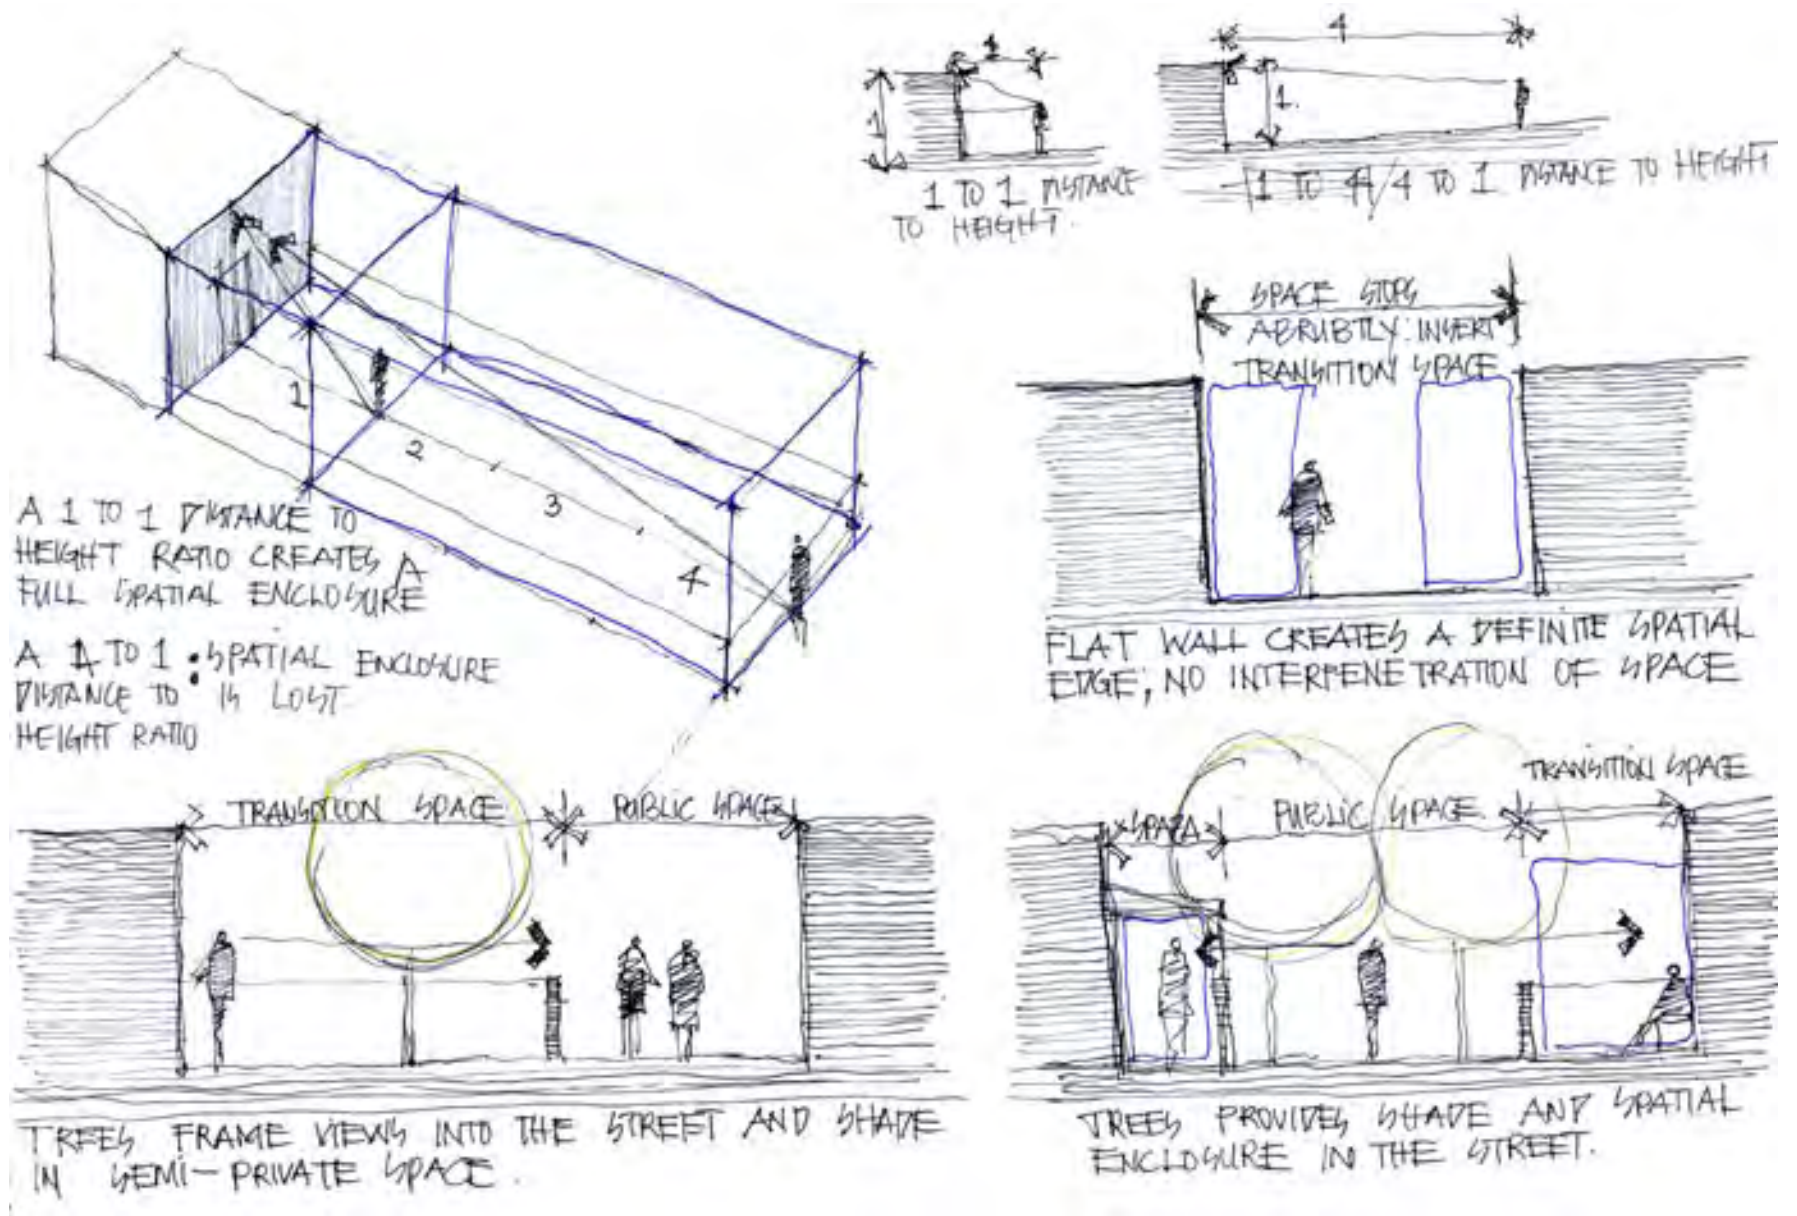 1
1
1 TO 1 DISTANCE
TO HEIGHT.
4
1.
1 TO 4/4 TO 1 DISTANCE TO HEIGHT
1
2
3
4
A 1 TO 1 DISTANCE TO
HEIGHT RATIO CREATES A
FULL SPATIAL ENCLOSURE
A 4 TO 1 : SPATIAL ENCLOSURE
DISTANCE TO IS LOST
HEIGHT RATIO
SPACE STOPS
ABRUBTLY: INSERT
TRANSITION SPACE
FLAT WALL CREATES A DEFINITE SPATIAL
EDGE; NO INTERPENETRATION OF SPACE
TRANSITION SPACE
PUBLIC SPACE
TREES FRAME VIEWS INTO THE STREET AND SHADE
IN SEMI-PRIVATE SPACE.
PUBLIC SPACE
TRANSITION SPACE
TREES PROVIDES SHADE AND SPATIAL
ENCLOSURE IN THE STREET.